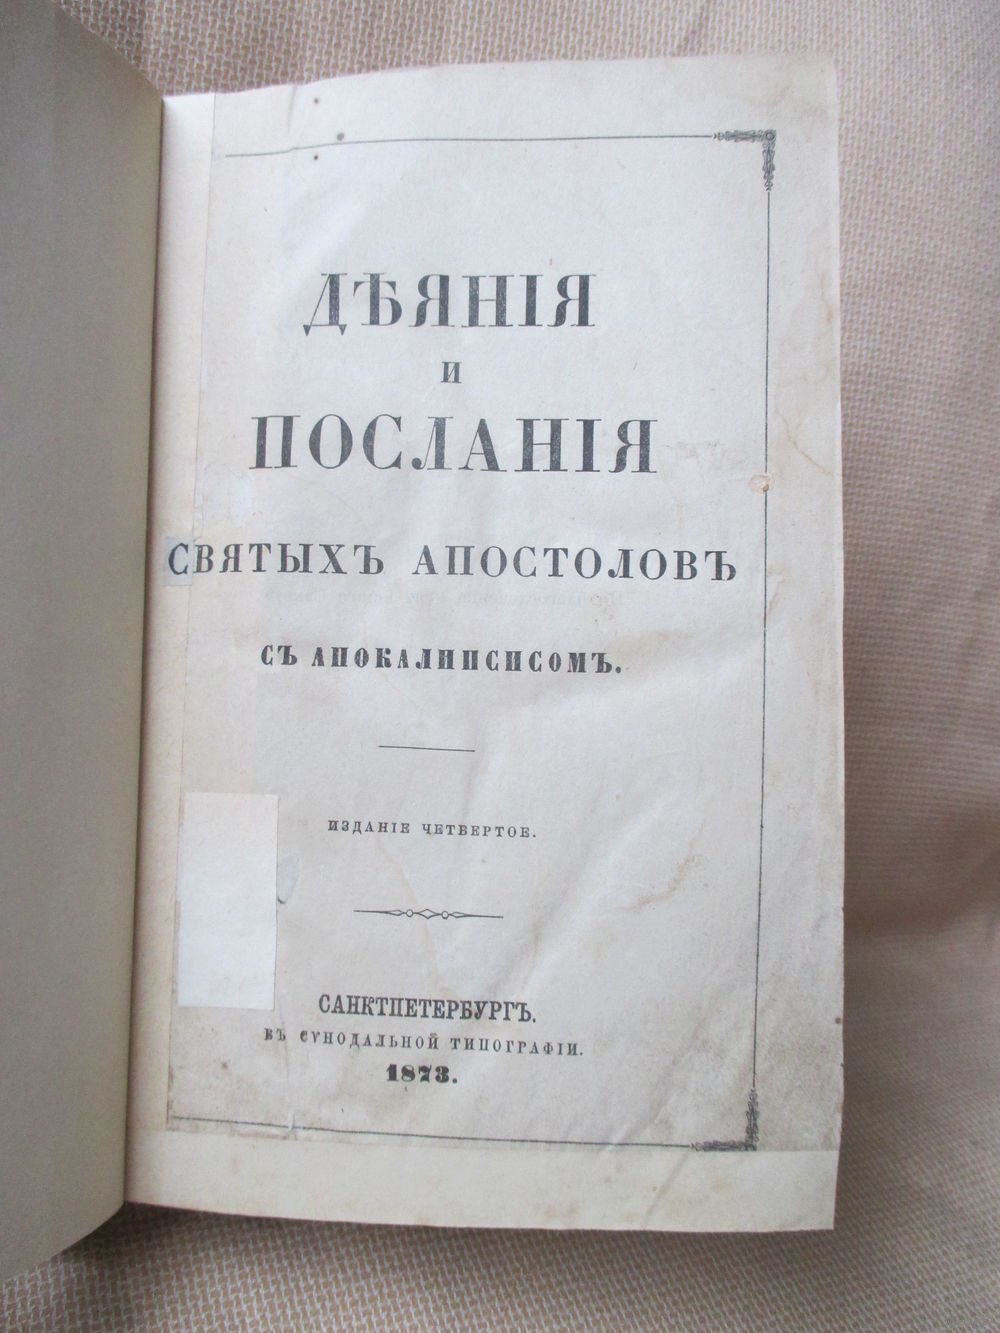 ДѢЯНІЯ
И
ПОСЛАНІЯ
СВЯТЫХЪ АПОСТОЛОВЪ
СЪ АПОКАЛИПСИСОМЪ.
ИЗДАНІЕ ЧЕТВЕРТОЕ.
САНКТПЕТЕРБУРГЪ.
ВЪ СѴНОДАЛЬНОЙ ТИПОГРАФІИ.
1873.